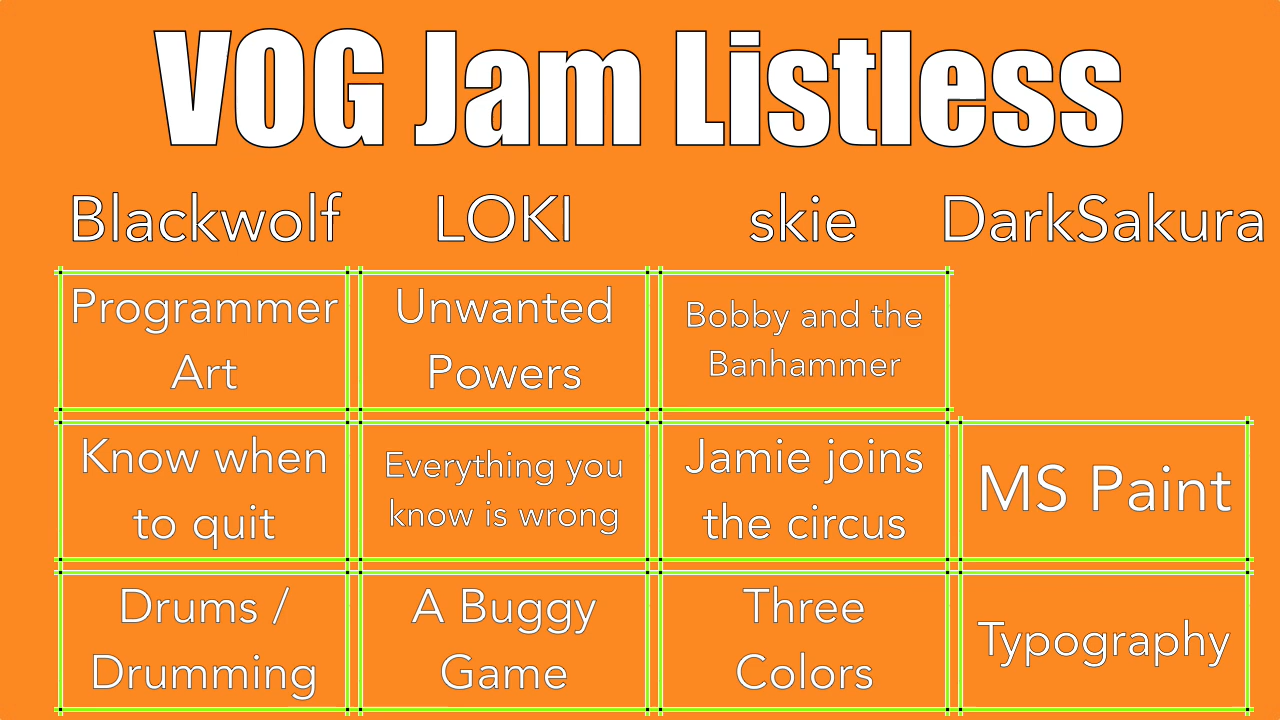 VOG Jam Listless
Blackwolf LOKI skie DarkSakura
Programmer
Art
Unwanted
Powers
Bobby and the
Banhammer
Know when
to quit
Everything you
know is wrong
Jamie joins
the circus
MS Paint
Drums /
Drumming
A Buggy
Game
Three
Colors
Typography